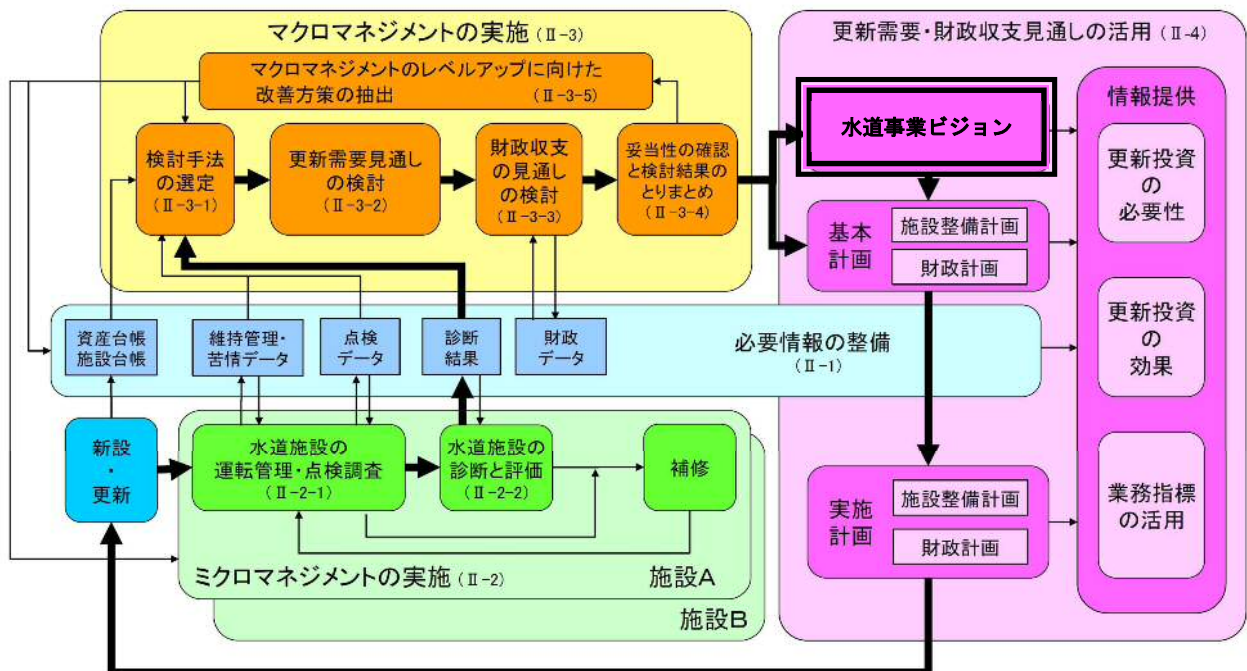 マクロマネジメントの実施 (Ⅱ-3)
マクロマネジメントのレベルアップに向けた
改善方策の抽出 (Ⅱ-3-5)
検討手法
の選定
(Ⅱ-3-1)
更新需要見通し
の検討
(Ⅱ-3-2)
財政収支
の見通し
の検討
(Ⅱ-3-3)
妥当性の確認
と検討結果の
とりまとめ
(Ⅱ-3-4)
更新需要・財政収支見通しの活用 (Ⅱ-4)
水道事業ビジョン
基本
計画
施設整備計画
財政計画
実施
計画
施設整備計画
財政計画
情報提供
更新投資
の
必要性
更新投資
の
効果
業務指標
の活用
資産台帳
施設台帳
維持管理・
苦情データ
点検
データ
診断
結果
財政
データ
必要情報の整備
(Ⅱ-1)
新設
・
更新
水道施設の
運転管理・点検調査
(Ⅱ-2-1)
水道施設の
診断と評価
(Ⅱ-2-2)
補修
ミクロマネジメントの実施 (Ⅱ-2)
施設A
施設B